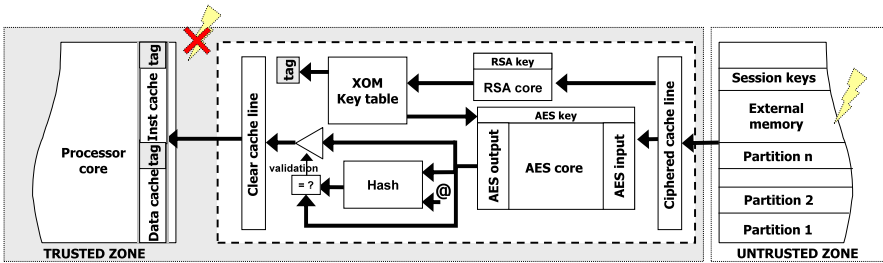 Processor
core
Data cache
tag
Inst cache
tag
TRUSTED ZONE
Clear cache line
tag
XOM
Key table
RSA key
RSA core
AES key
AES output
AES core
AES input
validation
= ?
Hash
@
Ciphered cache line
Session keys
External
memory
Partition n
Partition 2
Partition 1
UNTRUSTED ZONE